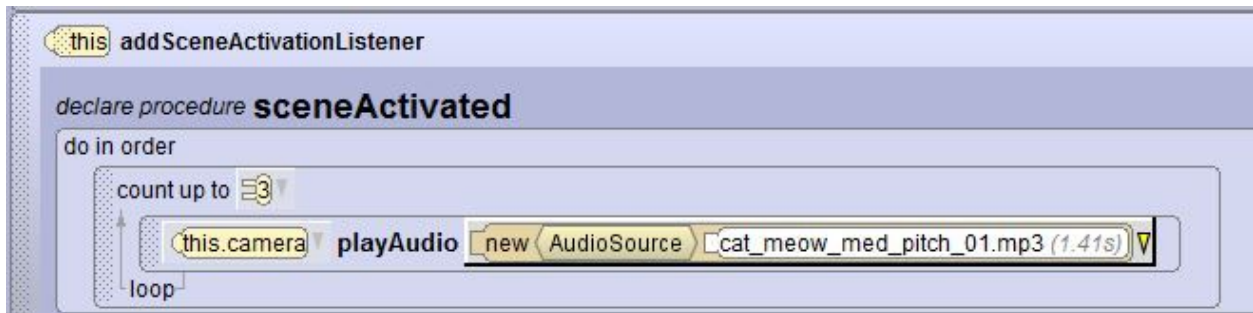 this addSceneActivationListener
declare procedure sceneActivated
do in order
count up to 3
this.camera playAudio new AudioSource cat_meow_med_pitch_01.mp3 (1.41s)
loop